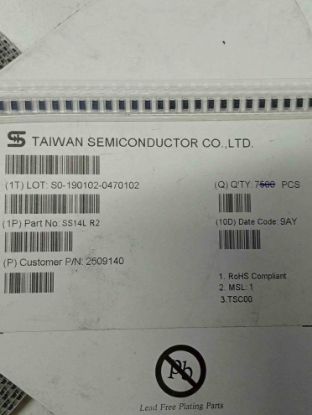 TAIWAN SEMICONDUCTOR CO.,LTD.
(1T) LOT: S0-190102-0470102
(Q) Q'TY: 7500 PCS
(1P) Part No: SS14L R2
(10D) Date Code: 9AY
(P) Customer P/N: 2609140
1. RoHS Compliant
2. MSL: 1
3.TSC00
Pb
Lead Free Plating Parts